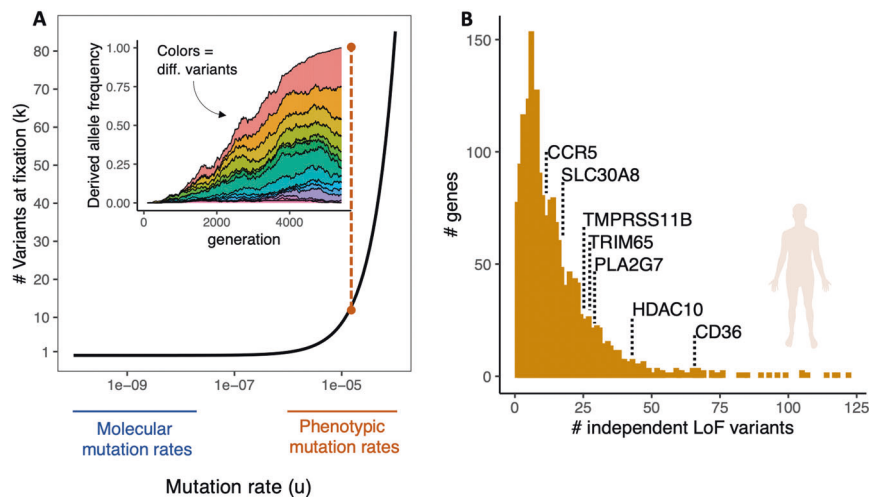 A
# Variants at fixation (k)
80
70
60
50
40
30
20
10
1
Colors =
diff. variants
Derived allele frequency
1.00
0.75
0.50
0.25
0.00
0
2000
4000
generation
1e−09
1e−07
1e−05
Molecular
mutation rates
Phenotypic
mutation rates
Mutation rate (u)
B
# genes
150
100
50
0
CCR5
SLC30A8
TMPRSS11B
TRIM65
PLA2G7
HDAC10
CD36
0
25
50
75
100
125
# independent LoF variants